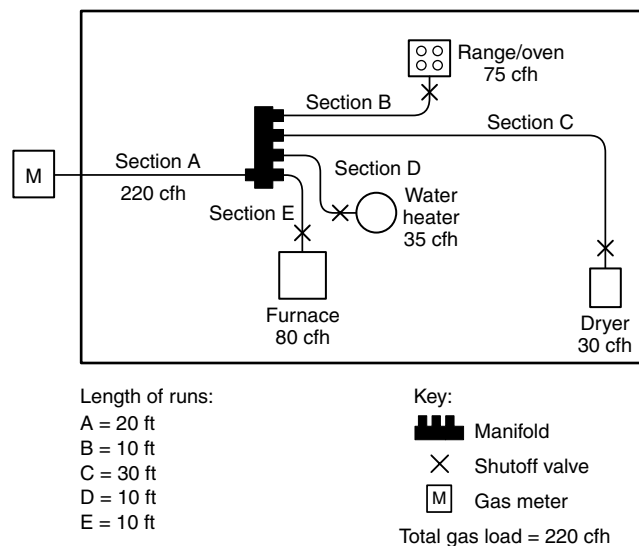 Range/oven
75 cfh
Section B
Section C
Section A
M
220 cfh
Section D
Water
heater
35 cfh
Section E
Furnace
80 cfh
Dryer
30 cfh
Length of runs:
A = 20 ft
B = 10 ft
C = 30 ft
D = 10 ft
E = 10 ft
Key:
Manifold
Shutoff valve
M Gas meter
Total gas load = 220 cfh